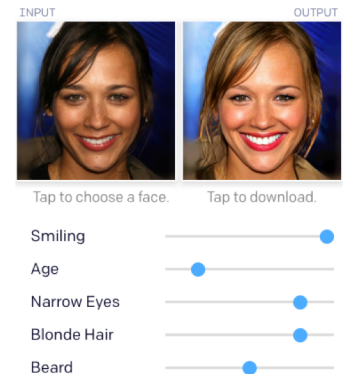 INPUT
OUTPUT
Tap to choose a face.
Tap to download.
Smiling
Age
Narrow Eyes
Blonde Hair
Beard